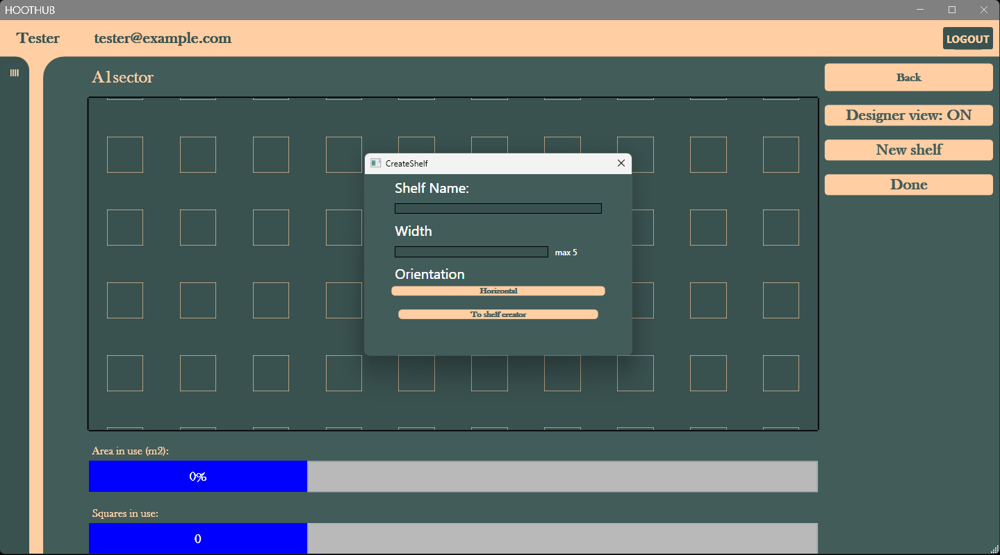 HOOTHUB
Tester tester@example.com LOGOUT
A1sector
Back
Designer view: ON
New shelf
Done
CreateShelf
Shelf Name:
Width
max 5
Orientation
Horizontal
To shelf creator
Area in use (m2):
0%
Squares in use:
0